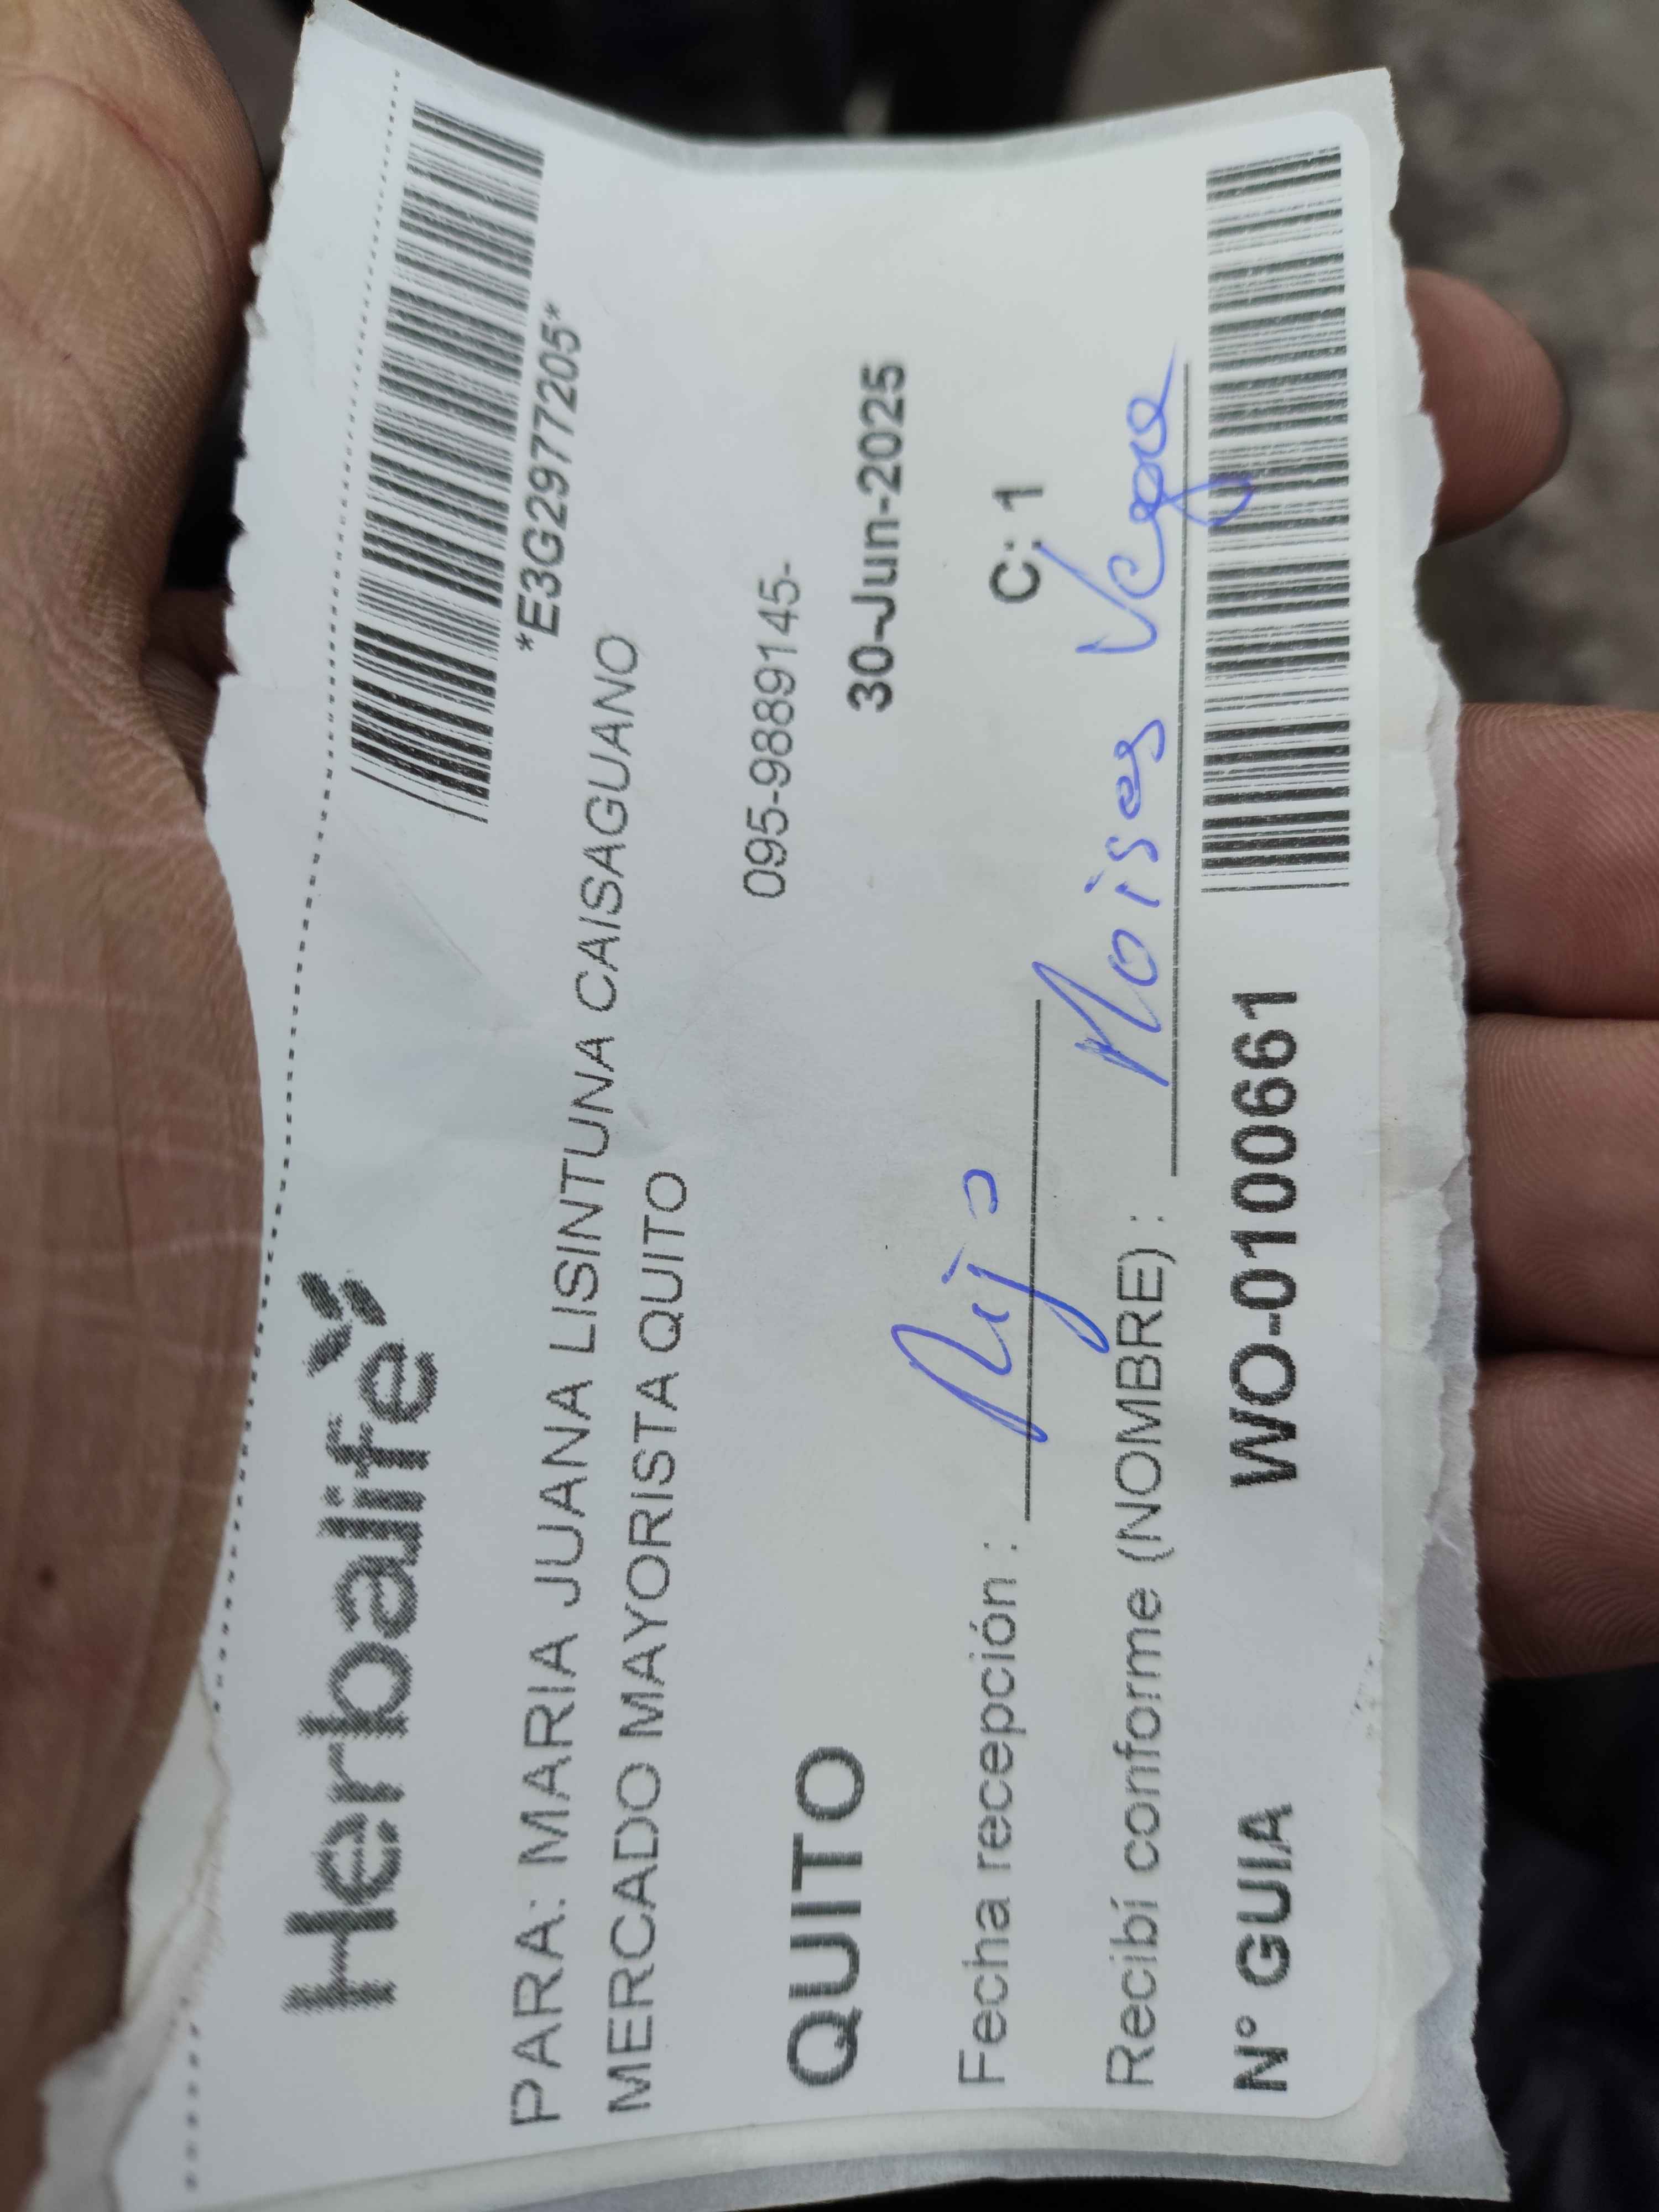 Herbalife
*E3G2977205*
PARA: MARIA JUANA LISINTUNA CAISAGUANO
MERCADO MAYORISTA QUITO
095-9889145-
QUITO
30-Jun-2025
Fecha recepción : Hijo
C: 1
Recibí conforme (NOMBRE) : Moises Vega
N° GUIA WO-0100661